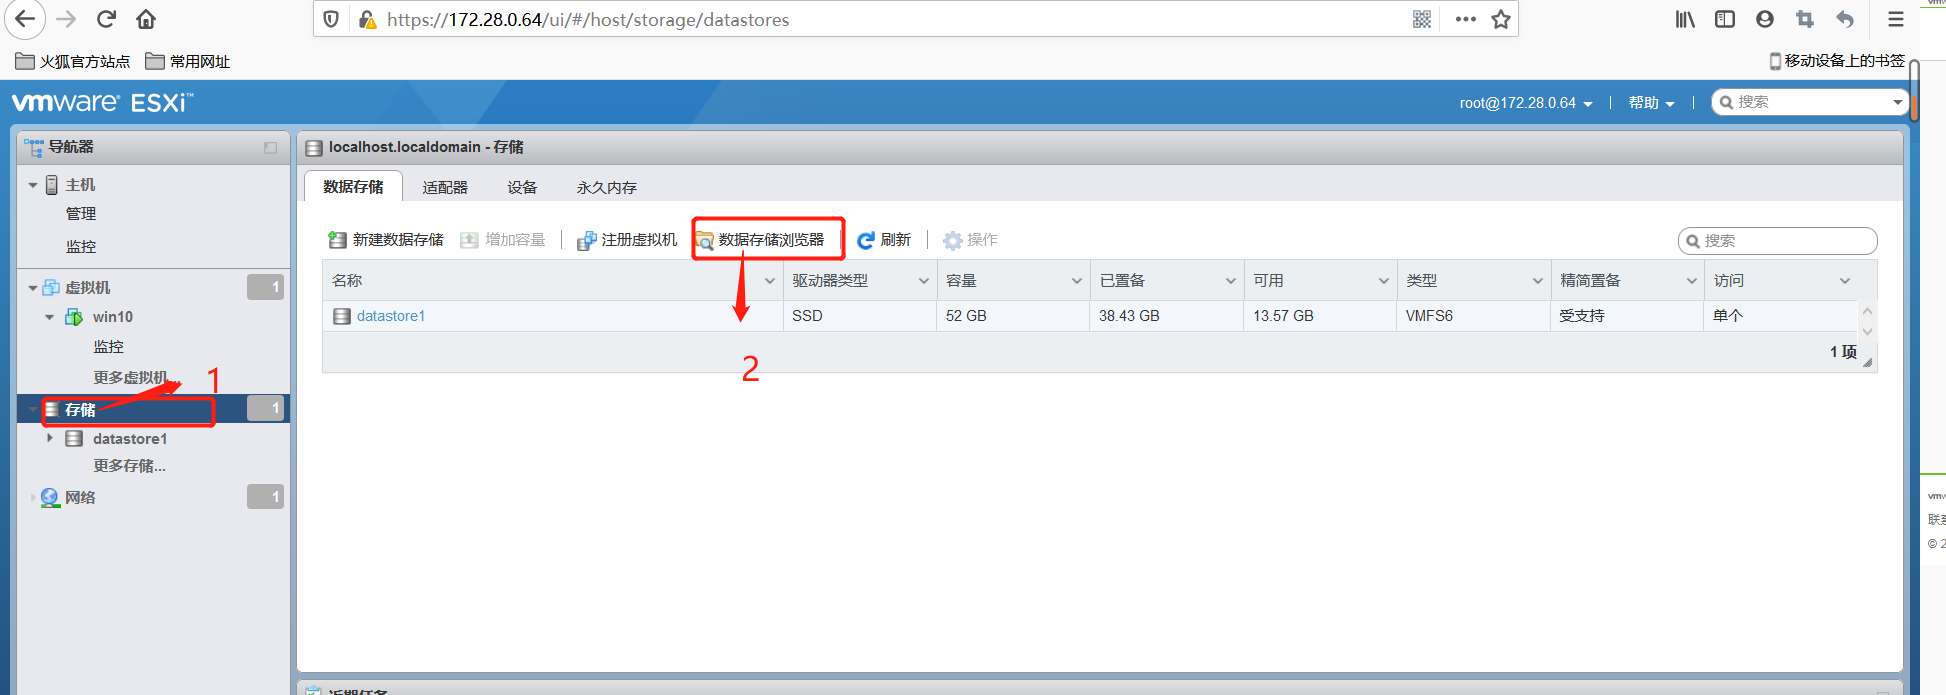 https://172.28.0.64/ui/#/host/storage/datastores
火狐官方站点 常用网址 移动设备上的书签
vmware ESXi™
root@172.28.0.64 | 帮助 | 搜索
导航器
主机
管理
监控
虚拟机 1
win10
监控
更多虚拟机...
1
存储 1
datastore1
更多存储...
网络 1
localhost.localdomain - 存储
数据存储 适配器 设备 永久内存
新建数据存储 增加容量 注册虚拟机 数据存储浏览器 刷新 操作 搜索
名称 驱动器类型 容量 已置备 可用 类型 精简置备 访问
datastore1 SSD 52 GB 38.43 GB 13.57 GB VMFS6 受支持 单个
1 项
2
近期任务
vmw
联系
© 2